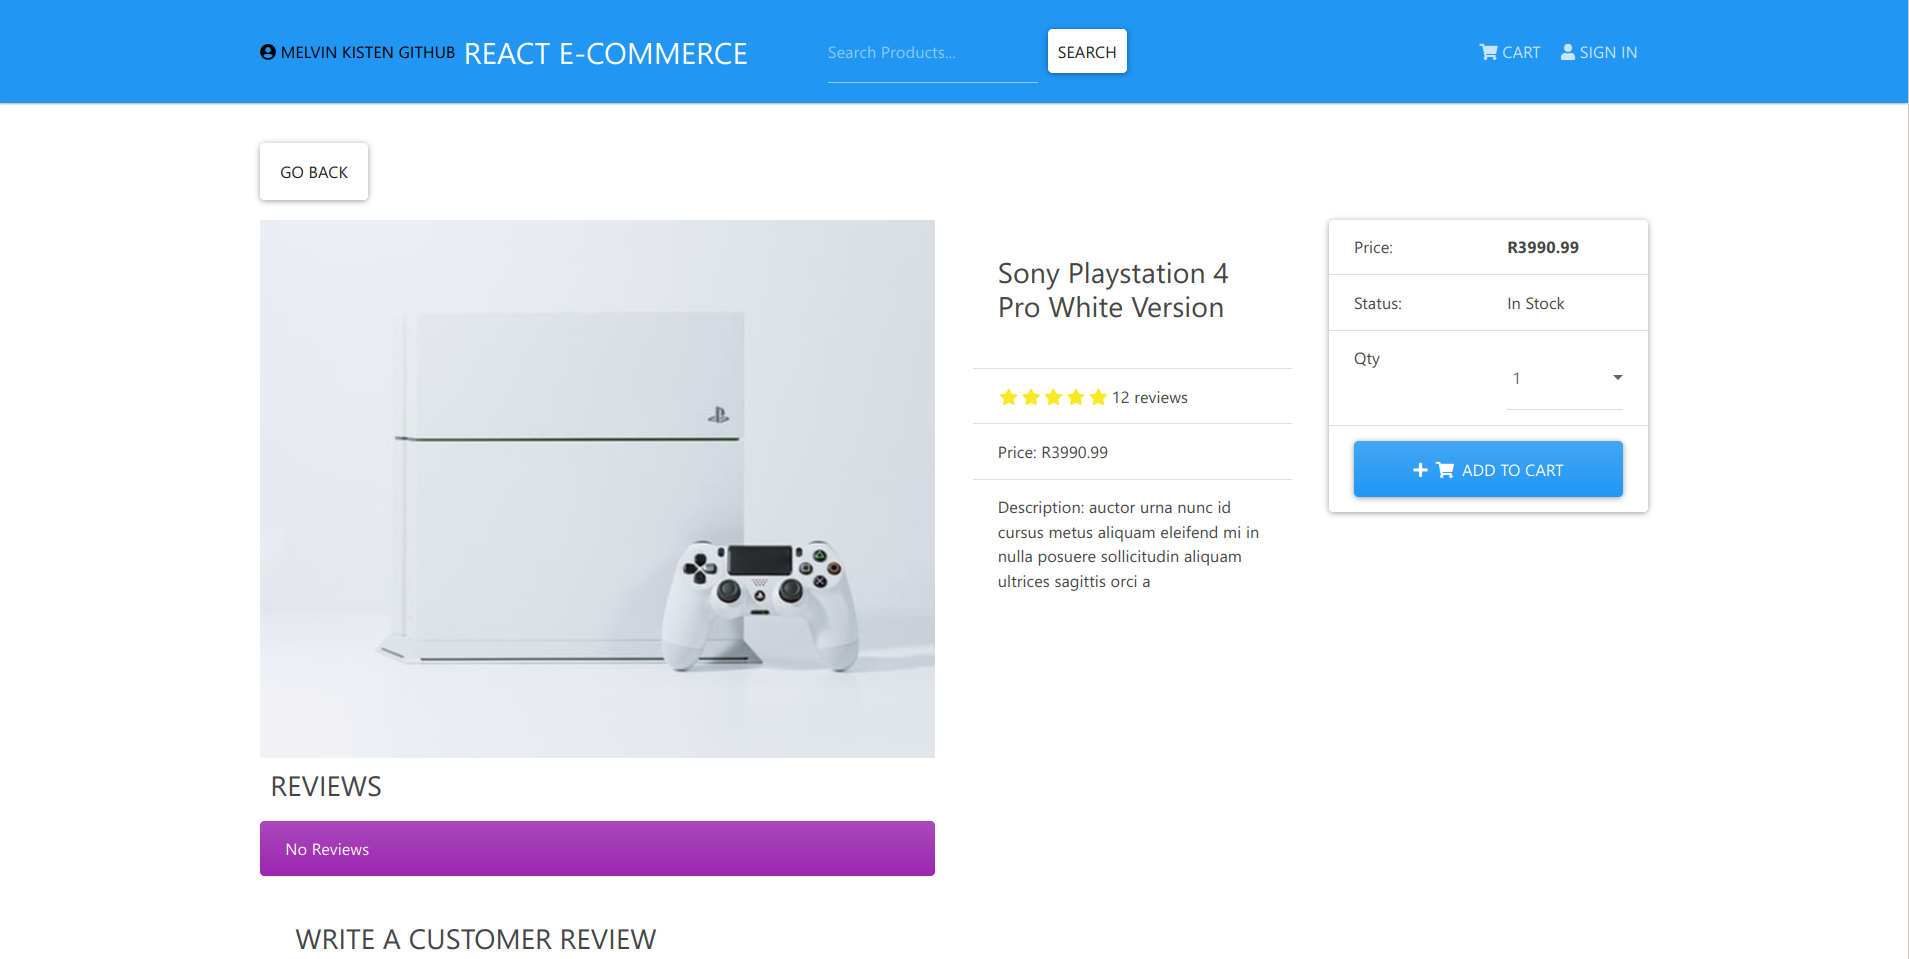 MELVIN KISTEN GITHUB REACT E-COMMERCE Search Products... SEARCH CART SIGN IN
GO BACK
Sony Playstation 4
Pro White Version
12 reviews
Price: R3990.99
Description: auctor urna nunc id
cursus metus aliquam eleifend mi in
nulla posuere sollicitudin aliquam
ultrices sagittis orci a
Price: R3990.99
Status: In Stock
Qty 1
ADD TO CART
REVIEWS
No Reviews
WRITE A CUSTOMER REVIEW